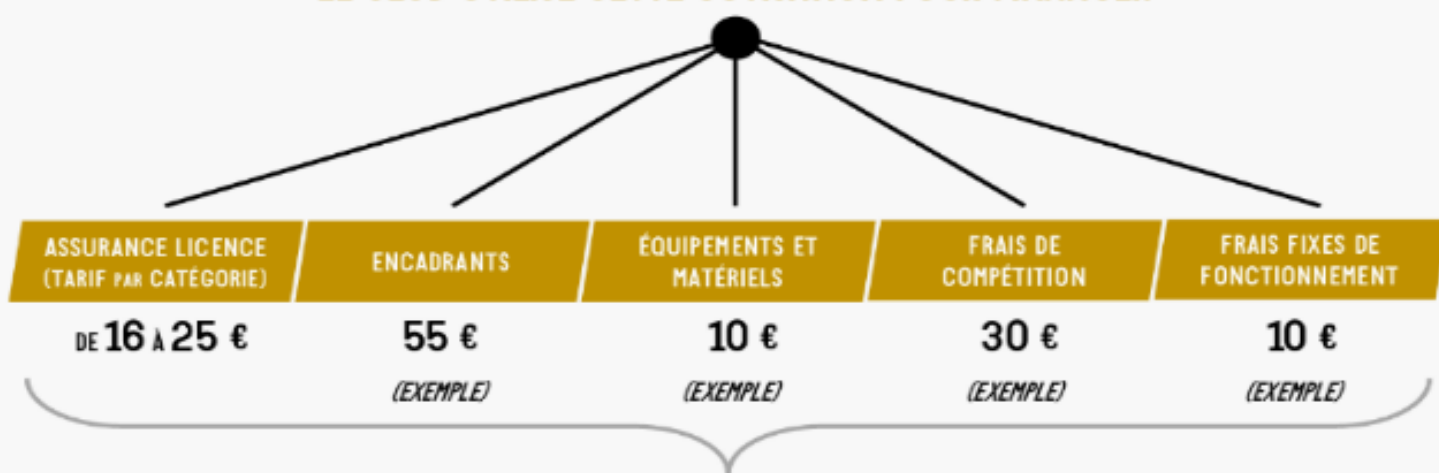 ASSURANCE LICENCE
(TARIF PAR CATÉGORIE)
ENCADRANTS
ÉQUIPEMENTS ET
MATÉRIELS
FRAIS DE
COMPÉTITION
FRAIS FIXES DE
FONCTIONNEMENT
DE 16 À 25 €
55 €
10 €
30 €
10 €
(EXEMPLE)
(EXEMPLE)
(EXEMPLE)
(EXEMPLE)